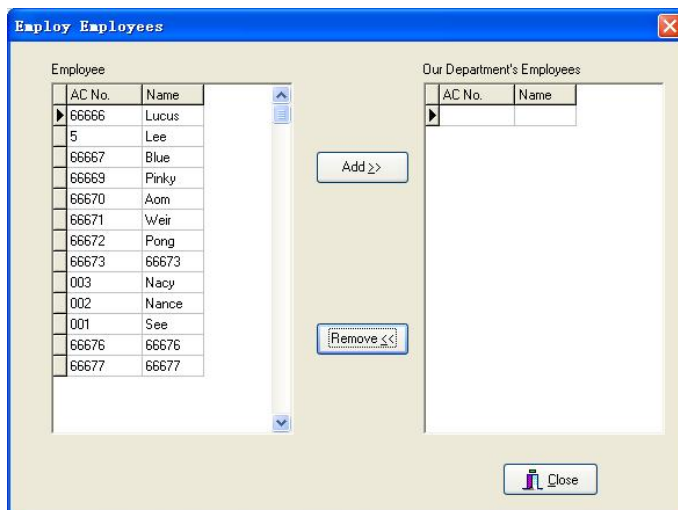 Employ Employees
Employee
AC No. Name
66666 Lucus
5 Lee
66667 Blue
66669 Pinky
66670 Aom
66671 Weir
66672 Pong
66673 66673
003 Nacy
002 Nance
001 See
66676 66676
66677 66677
Add >>
Remove <<
Our Department's Employees
AC No. Name
Close